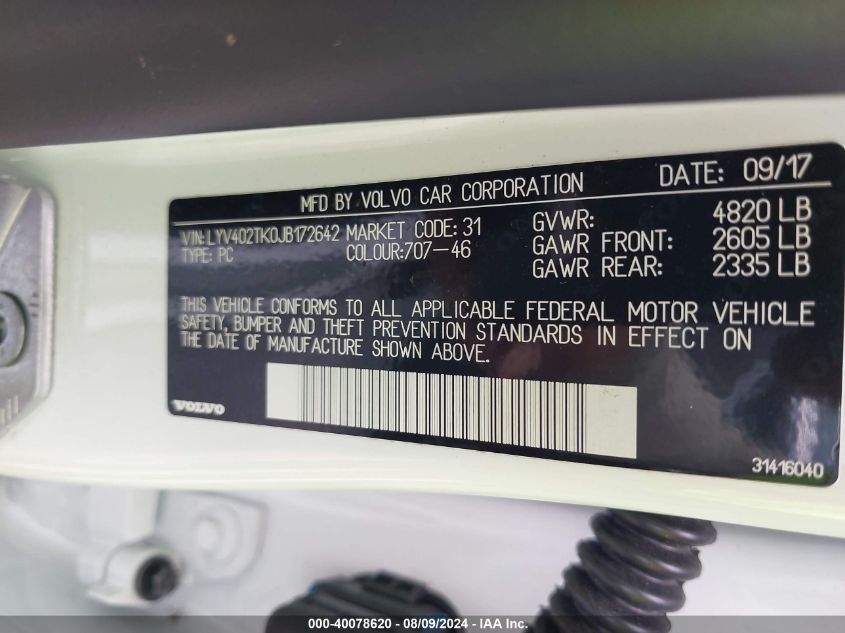 MFD BY VOLVO CAR CORPORATION DATE: 09/17
VIN: LYV402TK0JB172642 MARKET CODE: 31 GVWR: 4820 LB
TYPE: PC COLOUR:707-46 GAWR FRONT: 2605 LB
GAWR REAR: 2335 LB
THIS VEHICLE CONFORMS TO ALL APPLICABLE FEDERAL MOTOR VEHICLE
SAFETY, BUMPER AND THEFT PREVENTION STANDARDS IN EFFECT ON
THE DATE OF MANUFACTURE SHOWN ABOVE.
VOLVO
31416040
000-40078620 - 08/09/2024 - IAA Inc.